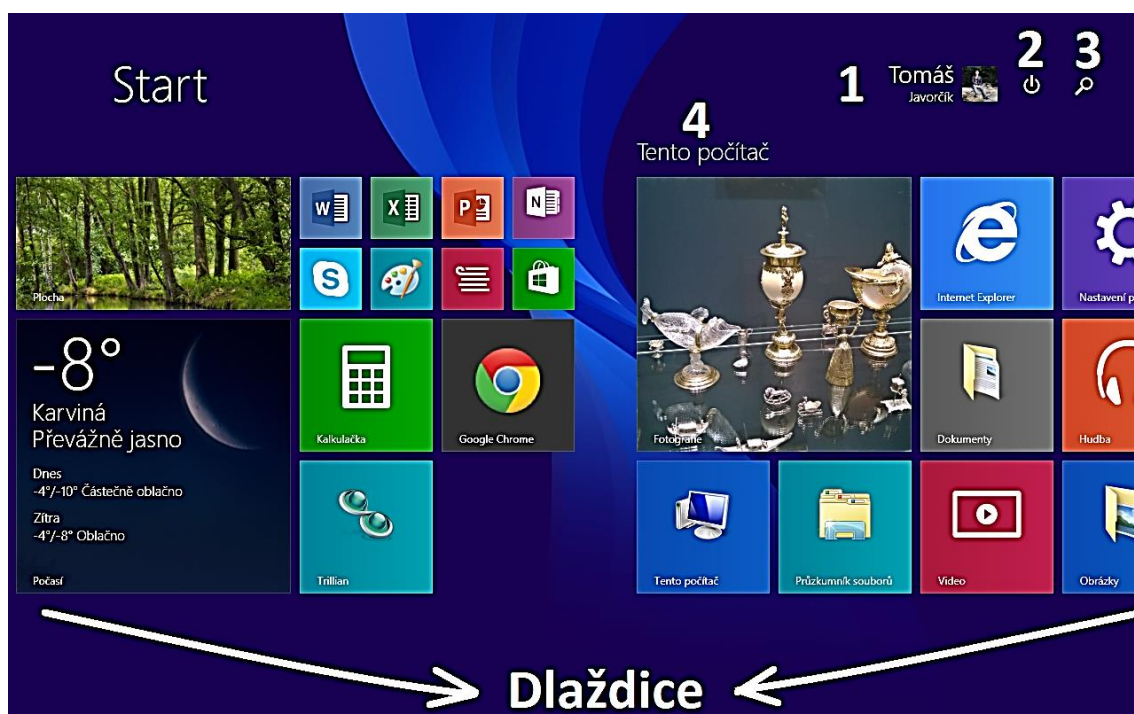 Start
1
Tomáš
Javorčík
2
3
4
Tento počítač
Plocha
W
X
P
N
S
-8°
Karviná
Převážně jasno
Dnes
-4°/-10° Částečně oblačno
Zítra
-4°/-8° Oblačno
Počasí
Kalkulačka
Google Chrome
Trillian
Fotografie
Internet Explorer
Nastavení p
Dokumenty
Hudba
Tento počítač
Průzkumník souborů
Video
Obrázky
Dlaždice